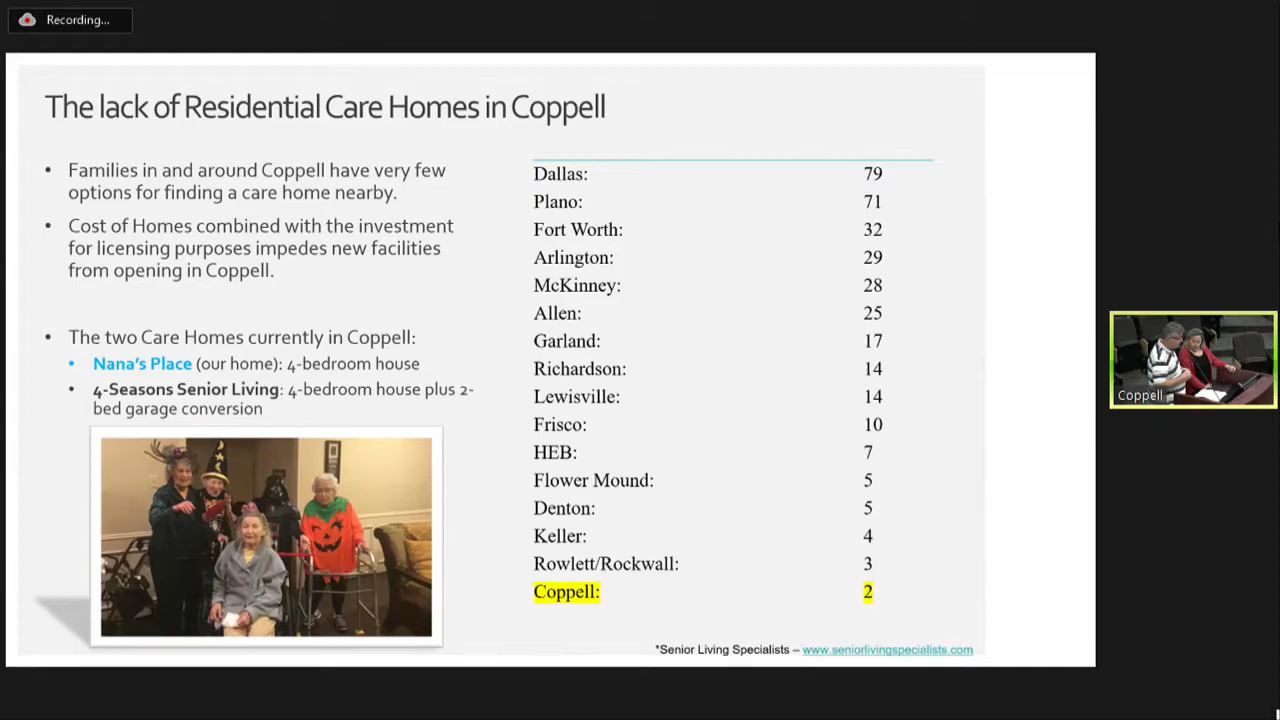 Recording...
The lack of Residential Care Homes in Coppell
• Families in and around Coppell have very few
options for finding a care home nearby.
• Cost of Homes combined with the investment
for licensing purposes impedes new facilities
from opening in Coppell.
• The two Care Homes currently in Coppell:
• Nana's Place (our home): 4-bedroom house
• 4-Seasons Senior Living: 4-bedroom house plus 2-
bed garage conversion
Dallas: 79
Plano: 71
Fort Worth: 32
Arlington: 29
McKinney: 28
Allen: 25
Garland: 17
Richardson: 14
Lewisville: 14
Frisco: 10
HEB: 7
Flower Mound: 5
Denton: 5
Keller: 4
Rowlett/Rockwall: 3
Coppell: 2
*Senior Living Specialists – www.seniorlivingspecialists.com
Coppell